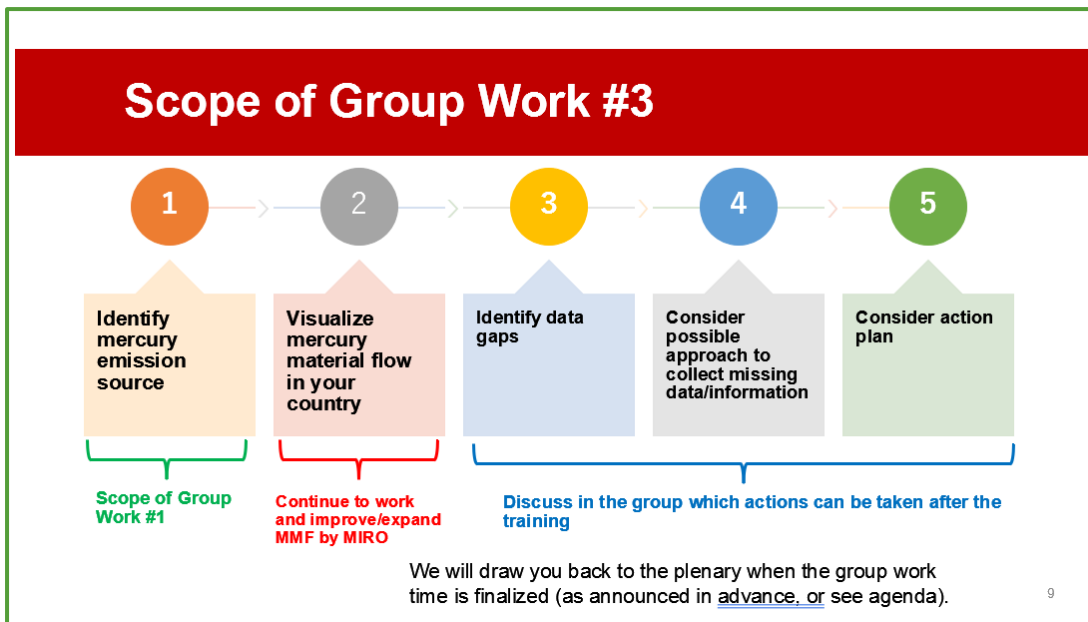 Scope of Group Work #3
1
2
3
4
5
Identify
mercury
emission
source
Visualize
mercury
material flow
in your
country
Identify data
gaps
Consider
possible
approach to
collect missing
data/information
Consider action
plan
Scope of Group
Work #1
Continue to work
and improve/expand
MMF by MIRO
Discuss in the group which actions can be taken after the
training
We will draw you back to the plenary when the group work
time is finalized (as announced in advance, or see agenda).
9